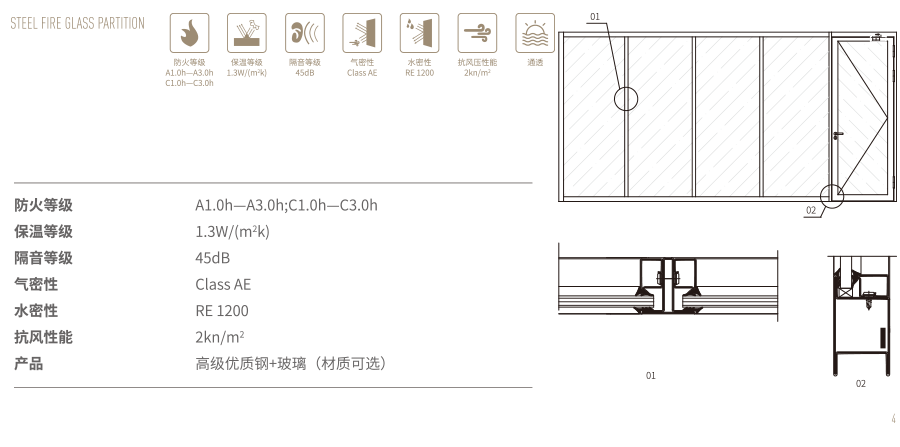 STEEL FIRE GLASS PARTITION
防火等级
A1.0h—A3.0h
C1.0h—C3.0h
保温等级
1.3W/(m²k)
隔音等级
45dB
气密性
Class AE
水密性
RE 1200
抗风压性能
2kn/m²
通透
01
02
防火等级 A1.0h—A3.0h;C1.0h—C3.0h
保温等级 1.3W/(m²k)
隔音等级 45dB
气密性 Class AE
水密性 RE 1200
抗风性能 2kn/m²
产品 高级优质钢+玻璃（材质可选）
01
02
4